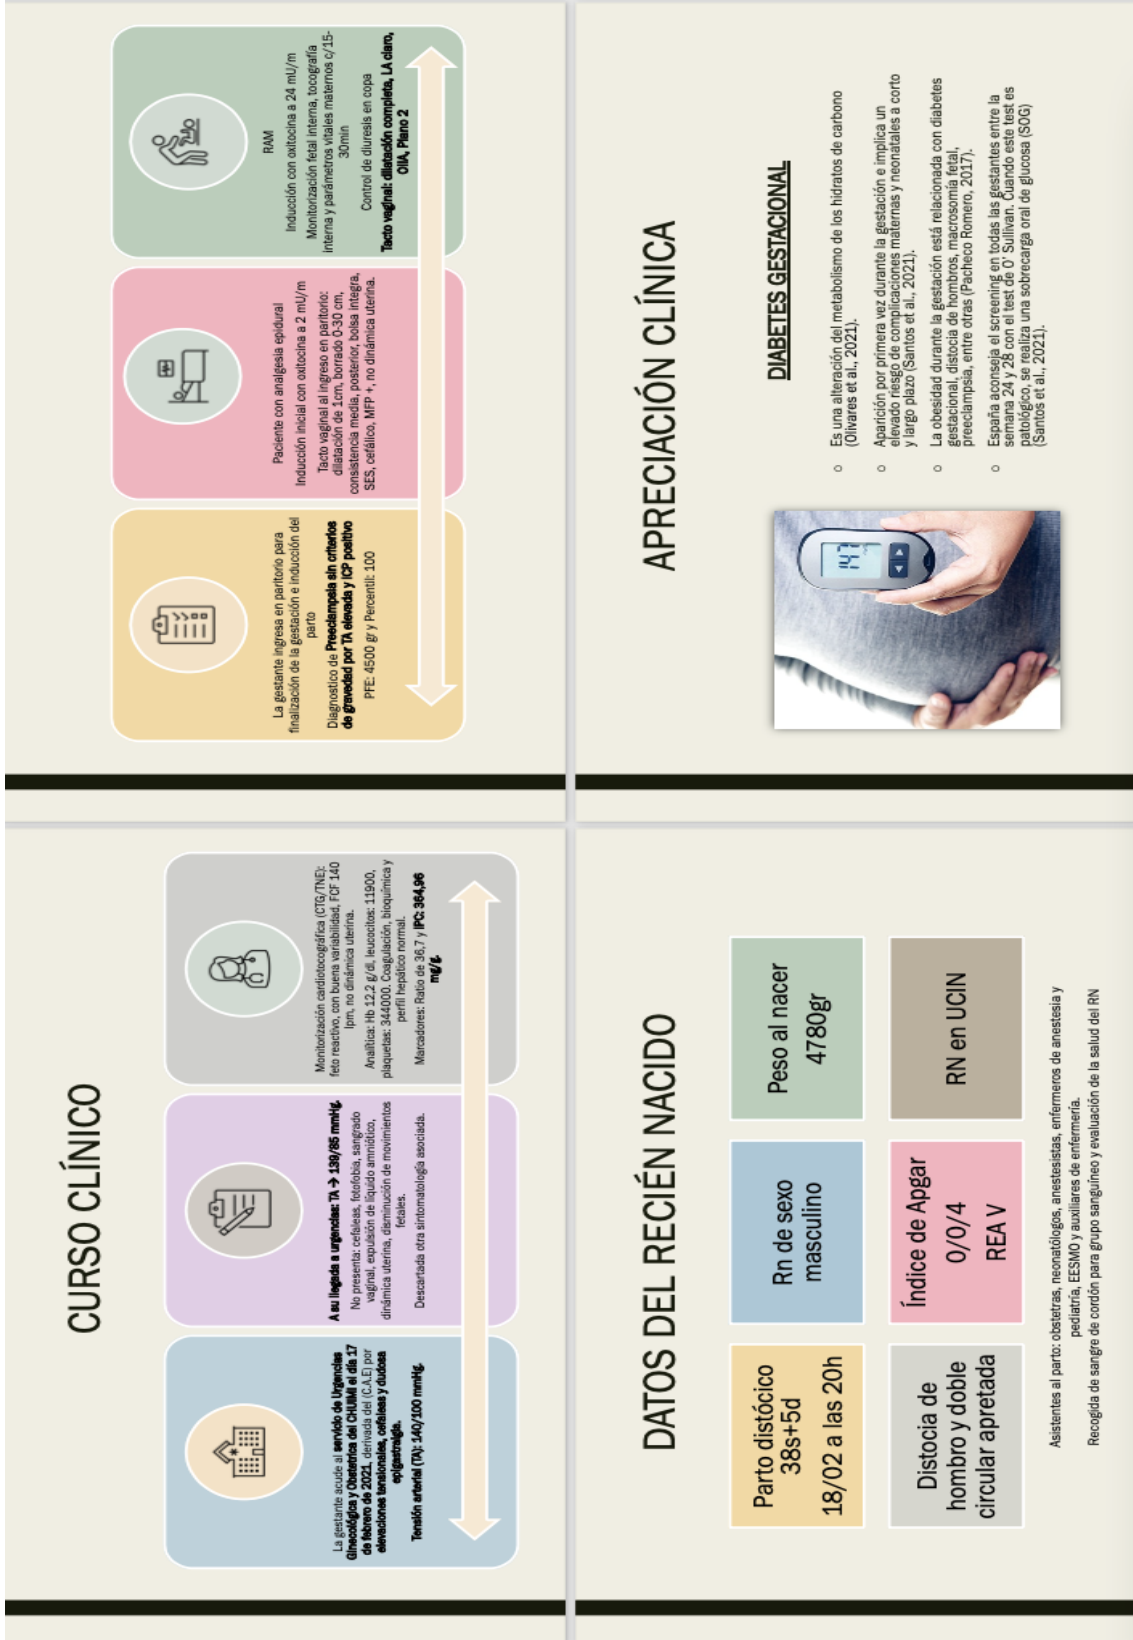 CURSO CLÍNICO
La gestante acude al servicio de Urgencias
Ginecológica y Obstetrica del CHUIMI el día 17
de febrero de 2021, derivada del (C.A.E) por
elevaciones tensionales, cefaleas y dudosa
epigastralgia.
Tensión arterial (TA): 140/100 mmHg.
A su llegada a urgencias: TA → 139/85 mmHg.
No presenta: cefaleas, fotofobia, sangrado
vaginal, expulsión de líquido amniótico,
dinámica uterina, disminución de movimientos
fetales.
Descartada otra sintomatología asociada.
Monitorización cardiotocográfica (CTG/TNE):
feto reactivo, con buena variabilidad, FCF 140
lpm, no dinámica uterina.
Analítica: Hb 12,2 g/dl, leucocitos: 11900,
plaquetas: 344000. Coagulación, bioquímica y
perfil hepático normal.
Marcadores: Ratio de 36,7 y IPC: 364,96
mg/g.
La gestante ingresa en paritorio para
finalización de la gestación e inducción del
parto
Diagnostico de Preeclampsia sin criterios
de gravedad por TA elevada y ICP positivo
PFE: 4500 gr y Percentil: 100
Paciente con analgesia epidural
Inducción inicial con oxitocina a 2 mU/m
Tacto vaginal al ingreso en paritorio:
dilatación de 1cm, borrado 0-30 cm,
consistencia media, posterior, bolsa integra,
SES, cefálico, MFP +, no dinámica uterina.
RAM
Inducción con oxitocina a 24 mU/m
Monitorización fetal interna, tocografía
interna y parámetros vitales maternos c/15-
30min
Control de diuresis en copa
Tacto vaginal: dilatación completa, LA claro,
OIIA, Plano 2
DATOS DEL RECIÉN NACIDO
Parto distócico
38s+5d
18/02 a las 20h
Rn de sexo
masculino
Peso al nacer
4780gr
Distocia de
hombro y doble
circular apretada
Índice de Apgar
0/0/4
REA V
RN en UCIN
Asistentes al parto: obstetras, neonatólogos, anestesistas, enfermeros de anestesia y
pediatría, EESMO y auxiliares de enfermería.
Recogida de sangre de cordón para grupo sanguíneo y evaluación de la salud del RN
APRECIACIÓN CLÍNICA
147
DIABETES GESTACIONAL
○ Es una alteración del metabolismo de los hidratos de carbono
(Olivares et al., 2021).
○ Aparición por primera vez durante la gestación e implica un
elevado riesgo de complicaciones maternas y neonatales a corto
y largo plazo (Santos et al., 2021).
○ La obesidad durante la gestación está relacionada con diabetes
gestacional, distocia de hombros, macrosomía fetal,
preeclampsia, entre otras (Pacheco Romero, 2017).
○ España aconseja el screening en todas las gestantes entre la
semana 24 y 28 con el test de O' Sullivan. Cuando este test es
patológico, se realiza una sobrecarga oral de glucosa (SOG)
(Santos et al., 2021).